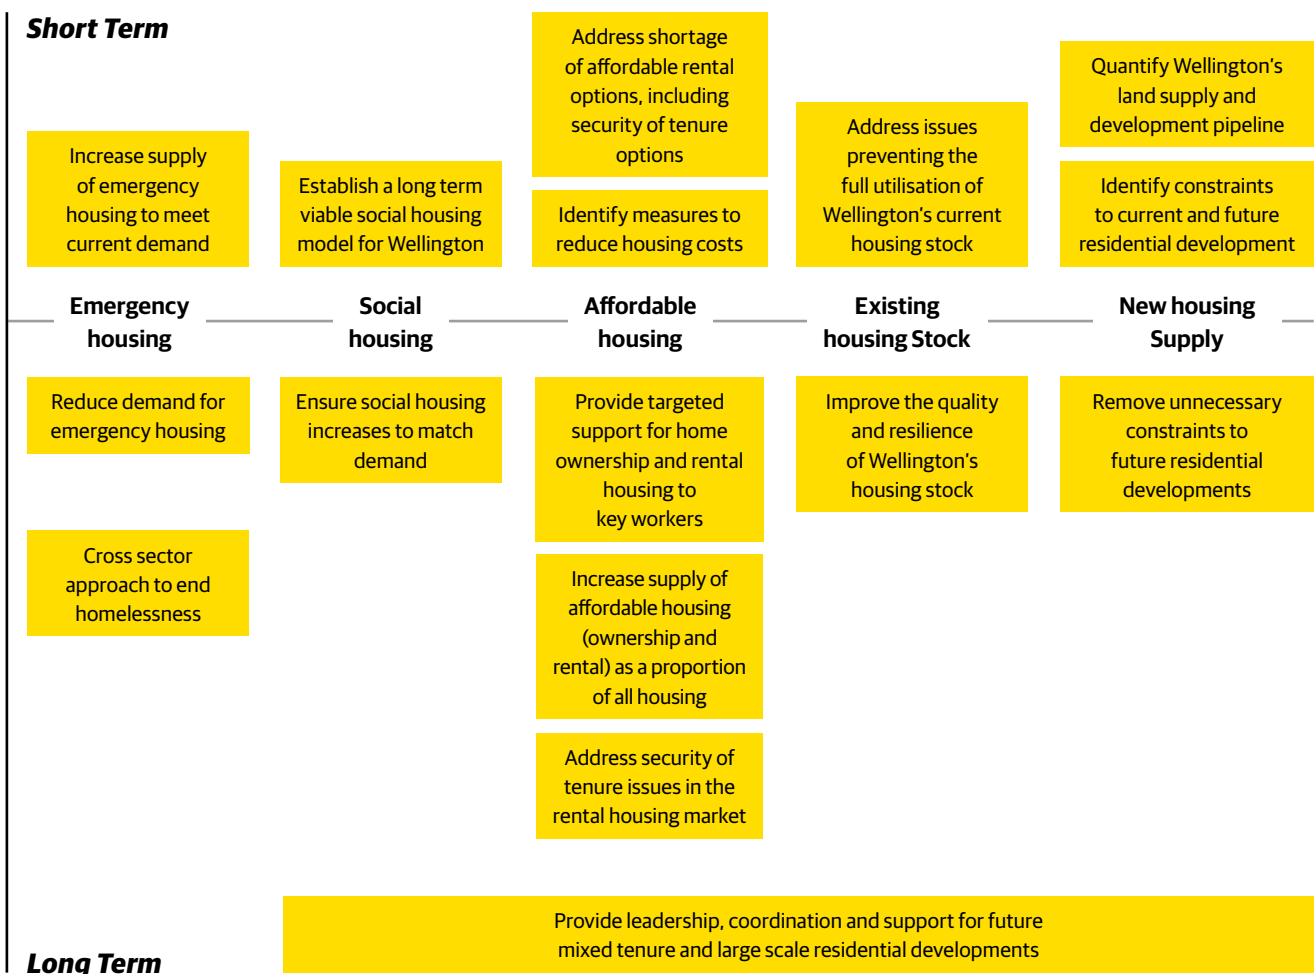 Short Term
Increase supply
of emergency
housing to meet
current demand
Establish a long term
viable social housing
model for Wellington
Address shortage
of affordable rental
options, including
security of tenure
options
Identify measures to
reduce housing costs
Address issues
preventing the
full utilisation of
Wellington's current
housing stock
Quantify Wellington's
land supply and
development pipeline
Identify constraints
to current and future
residential development
Emergency
housing
Social
housing
Affordable
housing
Existing
housing Stock
New housing
Supply
Reduce demand for
emergency housing
Cross sector
approach to end
homelessness
Ensure social housing
increases to match
demand
Provide targeted
support for home
ownership and rental
housing to
key workers
Increase supply of
affordable housing
(ownership and
rental) as a proportion
of all housing
Address security of
tenure issues in the
rental housing market
Improve the quality
and resilience
of Wellington's
housing stock
Remove unnecessary
constraints to
future residential
developments
Provide leadership, coordination and support for future
mixed tenure and large scale residential developments
Long Term